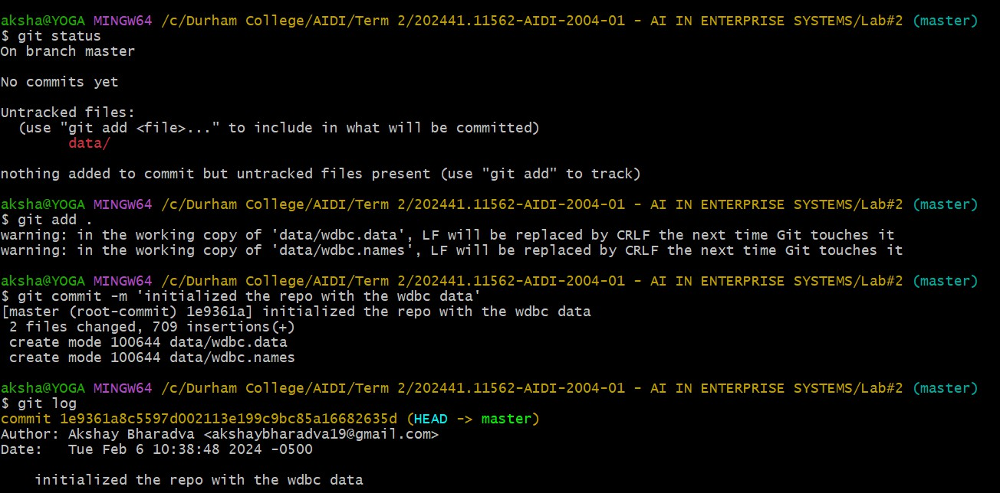 aksha@YOGA MINGW64 /c/Durham College/AIDI/Term 2/202441.11562-AIDI-2004-01 - AI IN ENTERPRISE SYSTEMS/Lab#2 (master)
$ git status
On branch master
No commits yet
Untracked files:
  (use "git add <file>..." to include in what will be committed)
        data/
nothing added to commit but untracked files present (use "git add" to track)
aksha@YOGA MINGW64 /c/Durham College/AIDI/Term 2/202441.11562-AIDI-2004-01 - AI IN ENTERPRISE SYSTEMS/Lab#2 (master)
$ git add .
warning: in the working copy of 'data/wdbc.data', LF will be replaced by CRLF the next time Git touches it
warning: in the working copy of 'data/wdbc.names', LF will be replaced by CRLF the next time Git touches it
aksha@YOGA MINGW64 /c/Durham College/AIDI/Term 2/202441.11562-AIDI-2004-01 - AI IN ENTERPRISE SYSTEMS/Lab#2 (master)
$ git commit -m 'initialized the repo with the wdbc data'
[master (root-commit) 1e9361a] initialized the repo with the wdbc data
 2 files changed, 709 insertions(+)
 create mode 100644 data/wdbc.data
 create mode 100644 data/wdbc.names
aksha@YOGA MINGW64 /c/Durham College/AIDI/Term 2/202441.11562-AIDI-2004-01 - AI IN ENTERPRISE SYSTEMS/Lab#2 (master)
$ git log
commit 1e9361a8c5597d002113e199c9bc85a16682635d (HEAD -> master)
Author: Akshay Bharadva <akshaybharadva19@gmail.com>
Date:   Tue Feb 6 10:38:48 2024 -0500
    initialized the repo with the wdbc data